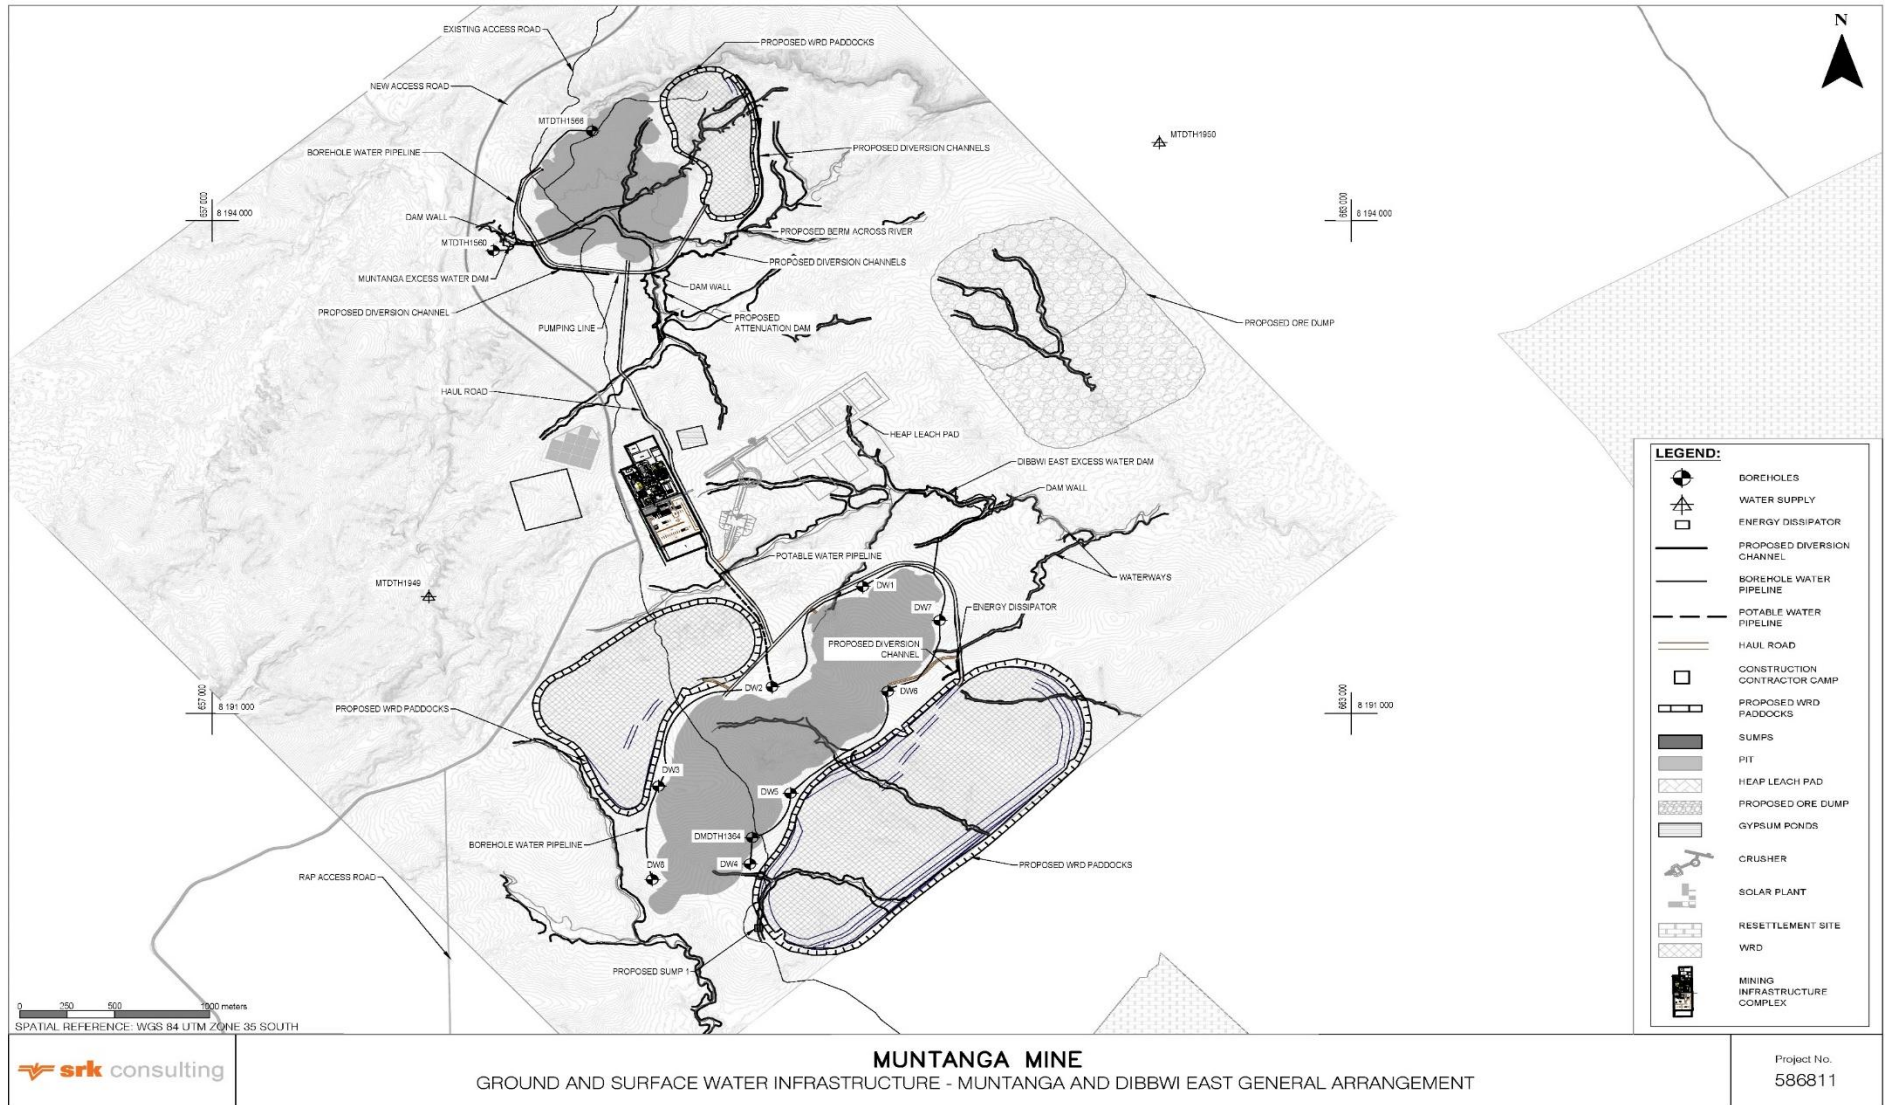 EXISTING ACCESS ROAD
PROPOSED WRD PADDOCKS
N
NEW ACCESS ROAD
MTDTH1566
MTDTH1950
BOREHOLE WATER PIPELINE
PROPOSED DIVERSION CHANNELS
657 000
8 194 000
663 000
8 194 000
DAM WALL
MTDTH1560
PROPOSED BERM ACROSS RIVER
PROPOSED DIVERSION CHANNELS
MUNTANGA EXCESS WATER DAM
DAM WALL
PROPOSED DIVERSION CHANNEL
PUMPING LINE
PROPOSED
ATTENUATION DAM
PROPOSED ORE DUMP
HAUL ROAD
HEAP LEACH PAD
DIBBWI EAST EXCESS WATER DAM
DAM WALL
POTABLE WATER PIPELINE
WATERWAYS
MTDTH1949
DW1
DW7
ENERGY DISSIPATOR
PROPOSED DIVERSION
CHANNEL
DW2
DW6
657 000
8 191 000
663 000
8 191 000
PROPOSED WRD PADDOCKS
DW3
DW5
DMDTH1364
BOREHOLE WATER PIPELINE
DW8
DW4
PROPOSED WRD PADDOCKS
RAP ACCESS ROAD
PROPOSED SUMP 1
LEGEND:
BOREHOLES
WATER SUPPLY
ENERGY DISSIPATOR
PROPOSED DIVERSION
CHANNEL
BOREHOLE WATER
PIPELINE
POTABLE WATER
PIPELINE
HAUL ROAD
CONSTRUCTION
CONTRACTOR CAMP
PROPOSED WRD
PADDOCKS
SUMPS
PIT
HEAP LEACH PAD
PROPOSED ORE DUMP
GYPSUM PONDS
CRUSHER
SOLAR PLANT
RESETTLEMENT SITE
WRD
MINING
INFRASTRUCTURE
COMPLEX
0 250 500 1000 meters
SPATIAL REFERENCE: WGS 84 UTM ZONE 35 SOUTH
srk consulting
MUNTANGA MINE
GROUND AND SURFACE WATER INFRASTRUCTURE - MUNTANGA AND DIBBWI EAST GENERAL ARRANGEMENT
Project No.
586811